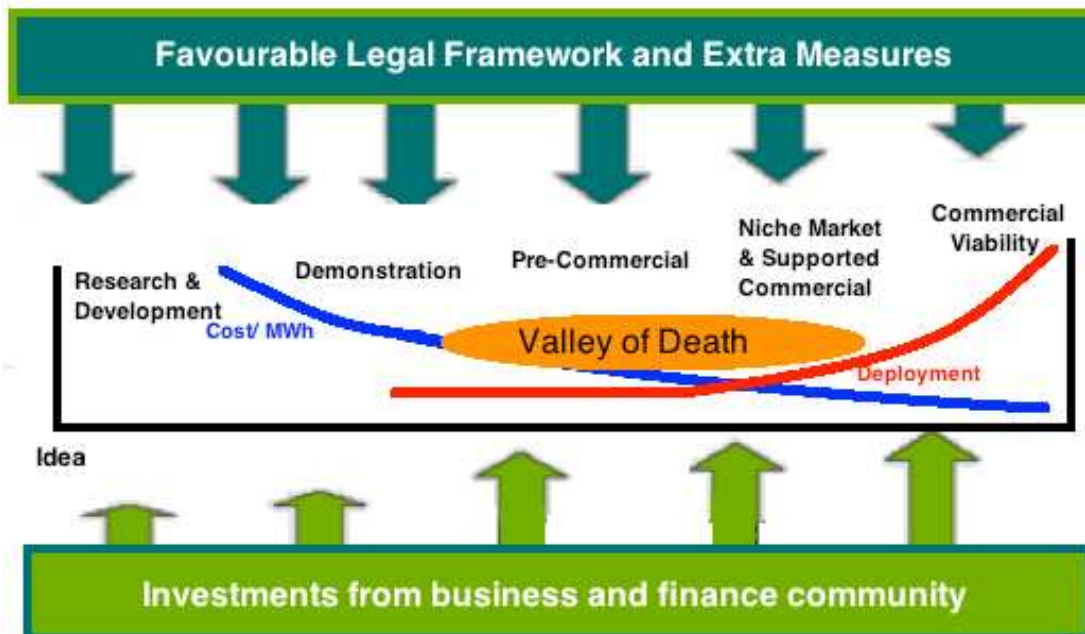 Favourable Legal Framework and Extra Measures
Research &
Development
Cost/ MWh
Demonstration
Pre-Commercial
Niche Market
& Supported
Commercial
Commercial
Viability
Valley of Death
Deployment
Idea
Investments from business and finance community